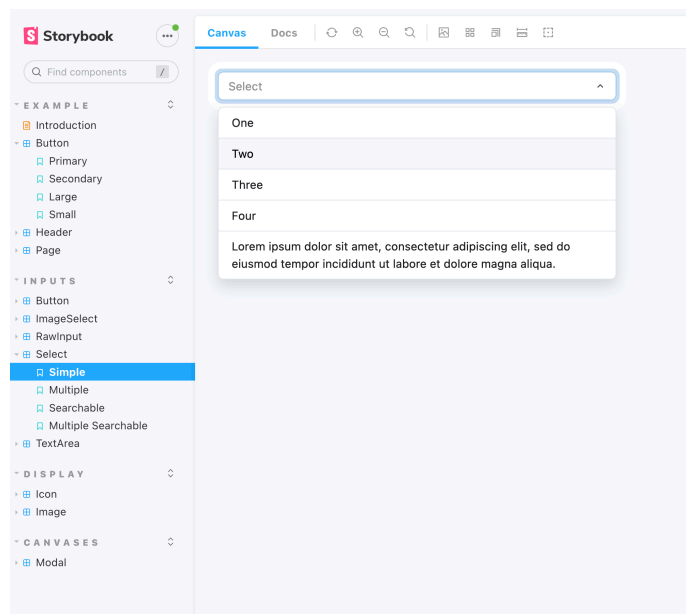 Storybook
Find components /
EXAMPLE
Introduction
Button
Primary
Secondary
Large
Small
Header
Page
INPUTS
Button
ImageSelect
RawInput
Select
Simple
Multiple
Searchable
Multiple Searchable
TextArea
DISPLAY
Icon
Image
CANVASES
Modal
Canvas Docs
Select
One
Two
Three
Four
Lorem ipsum dolor sit amet, consectetur adipiscing elit, sed do
eiusmod tempor incididunt ut labore et dolore magna aliqua.